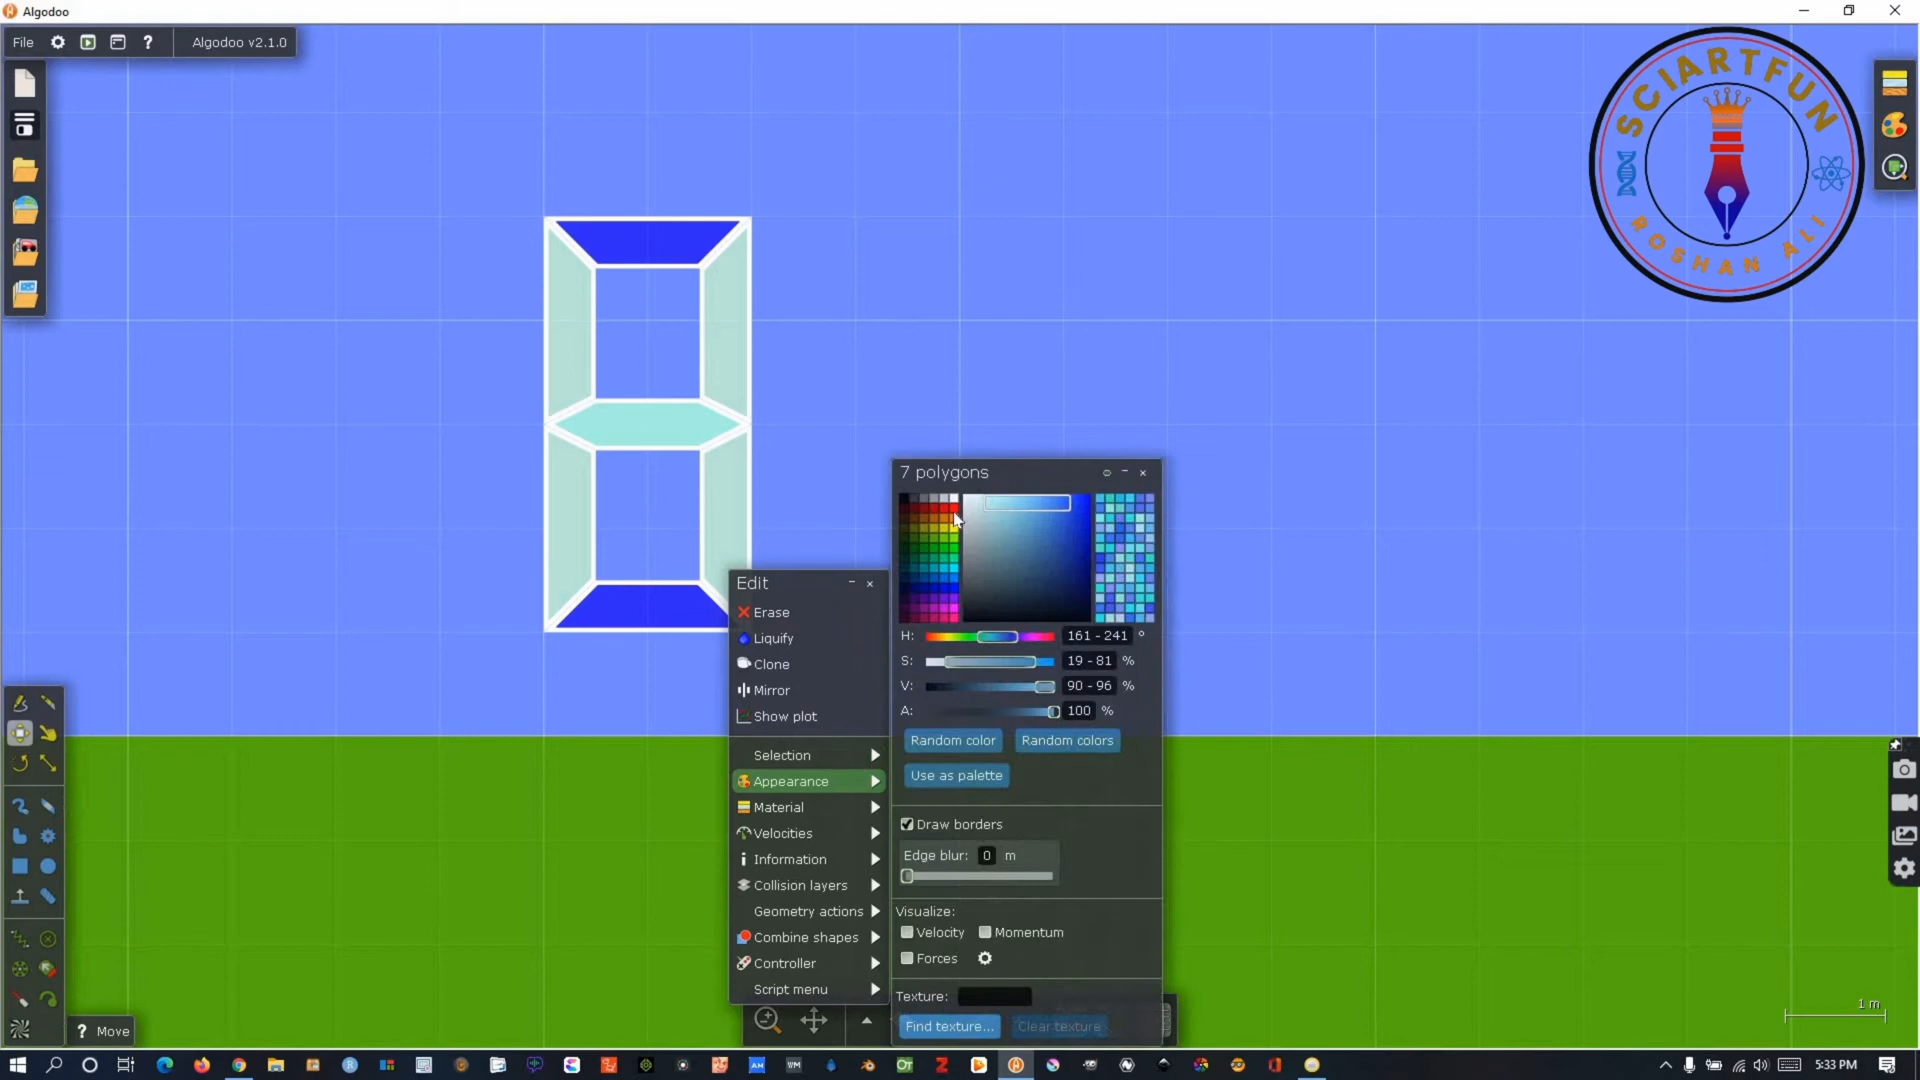 Algodoo
File
Algodoo v2.1.0
SCIARTFUN
ROSHAN ALI
7 polygons
Edit
Erase
Liquify
Clone
Mirror
Show plot
Selection
Appearance
Material
Velocities
Information
Collision layers
Geometry actions
Combine shapes
Controller
Script menu
H: 161 - 241 °
S: 19 - 81 %
V: 90 - 96 %
A: 100 %
Random color Random colors
Use as palette
Draw borders
Edge blur: 0 m
Visualize:
Velocity Momentum
Forces
Texture:
Find texture... Clear texture
? Move
1 m
5:33 PM